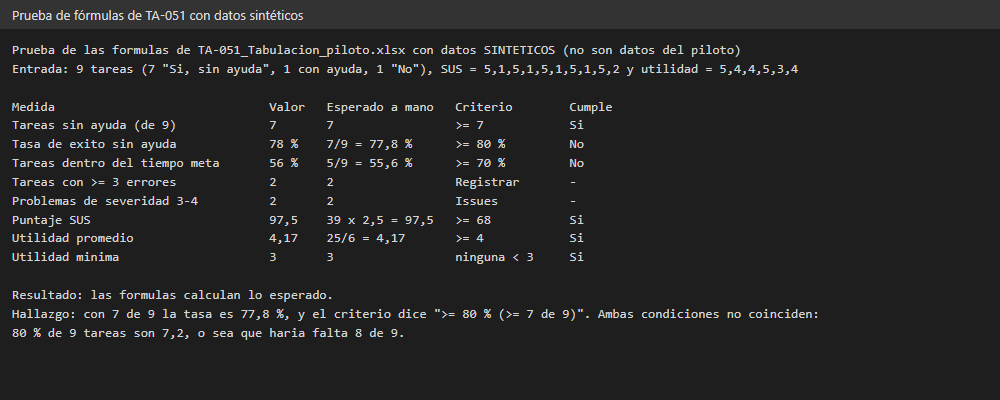 Prueba de fórmulas de TA-051 con datos sintéticos
Prueba de las formulas de TA-051_Tabulacion_piloto.xlsx con datos SINTETICOS (no son datos del piloto)
Entrada: 9 tareas (7 "Si, sin ayuda", 1 con ayuda, 1 "No"), SUS = 5,1,5,1,5,1,5,1,5,2 y utilidad = 5,4,4,5,3,4
Medida Valor Esperado a mano Criterio Cumple
Tareas sin ayuda (de 9) 7 7 >= 7 Si
Tasa de exito sin ayuda 78 % 7/9 = 77,8 % >= 80 % No
Tareas dentro del tiempo meta 56 % 5/9 = 55,6 % >= 70 % No
Tareas con >= 3 errores 2 2 Registrar -
Problemas de severidad 3-4 2 2 Issues -
Puntaje SUS 97,5 39 x 2,5 = 97,5 >= 68 Si
Utilidad promedio 4,17 25/6 = 4,17 >= 4 Si
Utilidad minima 3 3 ninguna < 3 Si
Resultado: las formulas calculan lo esperado.
Hallazgo: con 7 de 9 la tasa es 77,8 %, y el criterio dice ">= 80 % (>= 7 de 9)". Ambas condiciones no coinciden:
80 % de 9 tareas son 7,2, o sea que haria falta 8 de 9.